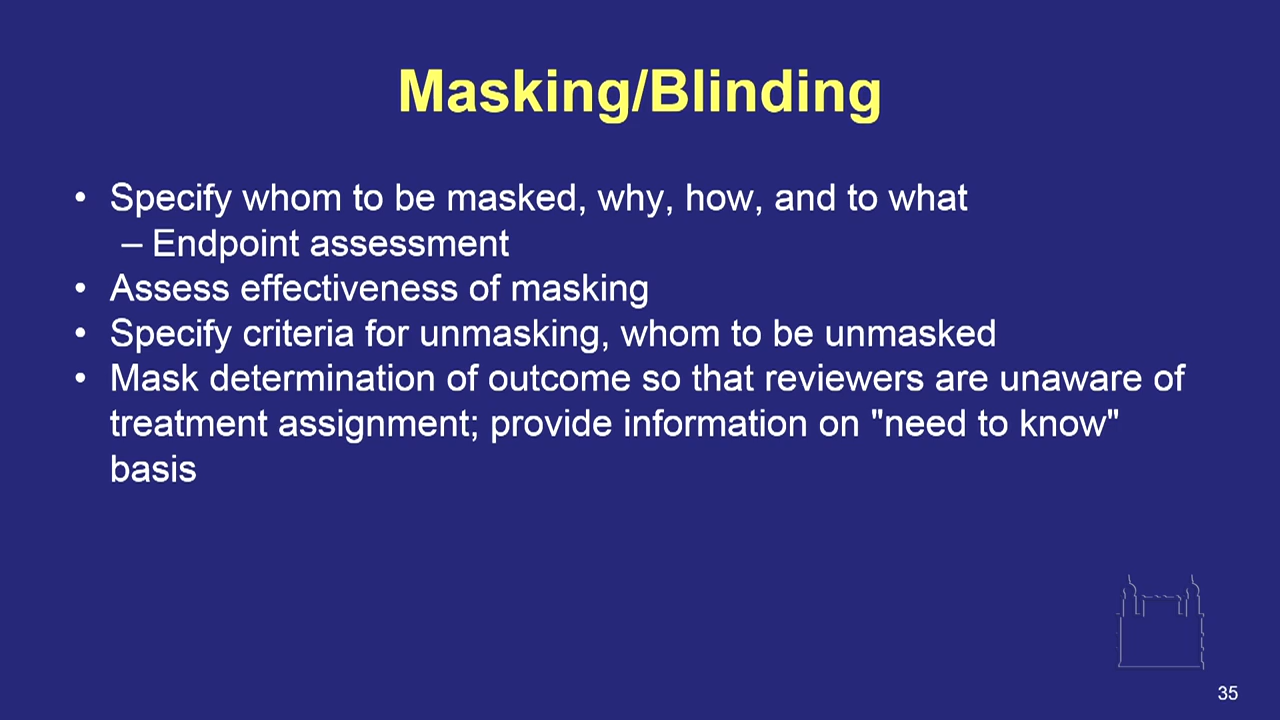 Masking/Blinding
• Specify whom to be masked, why, how, and to what
– Endpoint assessment
• Assess effectiveness of masking
• Specify criteria for unmasking, whom to be unmasked
• Mask determination of outcome so that reviewers are unaware of
treatment assignment; provide information on "need to know"
basis
35